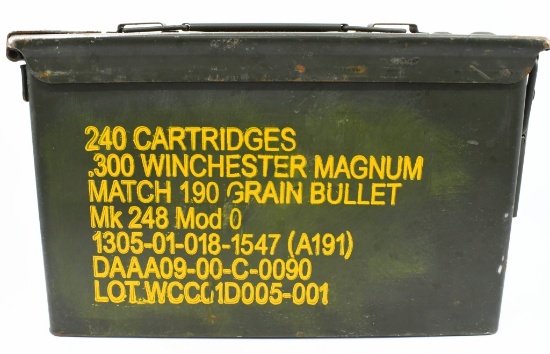 240 CARTRIDGES
.300 WINCHESTER MAGNUM
MATCH 190 GRAIN BULLET
Mk 248 Mod 0
1305-01-018-1547 (A191)
DAAA09-00-C-0090
LOT.WCC01D005-001